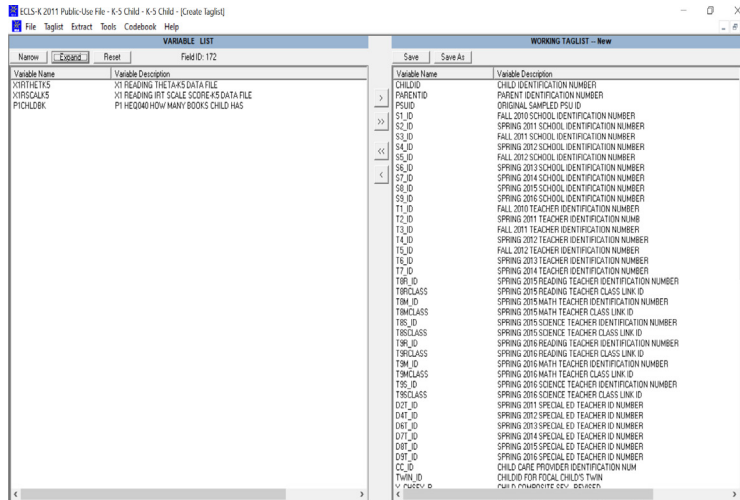 ECLS-K 2011 Public-Use File - K-5 Child - K-5 Child - [Create Taglist]
File Taglist Extract Tools Codebook Help
VARIABLE LIST
Narrow Expand Reset Field ID: 172
Variable Name Variable Description
X1RTHETK5 X1 READING THETA-K5 DATA FILE
X1RSCALK5 X1 READING IRT SCALE SCORE-K5 DATA FILE
P1CHLDBK P1 HEQ040 HOW MANY BOOKS CHILD HAS
>
>>
<<
<
WORKING TAGLIST -- New
Save Save As
Variable Name Variable Description
CHILDID CHILD IDENTIFICATION NUMBER
PARENTID PARENT IDENTIFICATION NUMBER
PSUID ORIGINAL SAMPLED PSU ID
S1_ID FALL 2010 SCHOOL IDENTIFICATION NUMBER
S2_ID SPRING 2011 SCHOOL IDENTIFICATION NUMBER
S3_ID FALL 2011 SCHOOL IDENTIFICATION NUMBER
S4_ID SPRING 2012 SCHOOL IDENTIFICATION NUMBER
S5_ID FALL 2012 SCHOOL IDENTIFICATION NUMBER
S6_ID SPRING 2013 SCHOOL IDENTIFICATION NUMBER
S7_ID SPRING 2014 SCHOOL IDENTIFICATION NUMBER
S8_ID SPRING 2015 SCHOOL IDENTIFICATION NUMBER
S9_ID SPRING 2016 SCHOOL IDENTIFICATION NUMBER
T1_ID FALL 2010 TEACHER IDENTIFICATION NUMBER
T2_ID SPRING 2011 TEACHER IDENTIFICATION NUMB
T3_ID FALL 2011 TEACHER IDENTIFICATION NUMBER
T4_ID SPRING 2012 TEACHER IDENTIFICATION NUMBER
T5_ID FALL 2012 TEACHER IDENTIFICATION NUMBER
T6_ID SPRING 2013 TEACHER IDENTIFICATION NUMBER
T7_ID SPRING 2014 TEACHER IDENTIFICATION NUMBER
T8R_ID SPRING 2015 READING TEACHER IDENTIFICATION NUMBER
T8RCLASS SPRING 2015 READING TEACHER CLASS LINK ID
T8M_ID SPRING 2015 MATH TEACHER IDENTIFICATION NUMBER
T8MCLASS SPRING 2015 MATH TEACHER CLASS LINK ID
T8S_ID SPRING 2015 SCIENCE TEACHER IDENTIFICATION NUMBER
T8SCLASS SPRING 2015 SCIENCE TEACHER CLASS LINK ID
T9R_ID SPRING 2016 READING TEACHER IDENTIFICATION NUMBER
T9RCLASS SPRING 2016 READING TEACHER CLASS LINK ID
T9M_ID SPRING 2016 MATH TEACHER IDENTIFICATION NUMBER
T9MCLASS SPRING 2016 MATH TEACHER CLASS LINK ID
T9S_ID SPRING 2016 SCIENCE TEACHER IDENTIFICATION NUMBER
T9SCLASS SPRING 2016 SCIENCE TEACHER CLASS LINK ID
D2T_ID SPRING 2011 SPECIAL ED TEACHER ID NUMBER
D4T_ID SPRING 2012 SPECIAL ED TEACHER ID NUMBER
D6T_ID SPRING 2013 SPECIAL ED TEACHER ID NUMBER
D7T_ID SPRING 2014 SPECIAL ED TEACHER ID NUMBER
D8T_ID SPRING 2015 SPECIAL ED TEACHER ID NUMBER
D9T_ID SPRING 2016 SPECIAL ED TEACHER ID NUMBER
CC_ID CHILD CARE PROVIDER IDENTIFICATION NUM
TWIN_ID CHILDID FOR FOCAL CHILD'S TWIN
X_CHSEX_R CHILD COMPOSITE SEX - REVISED